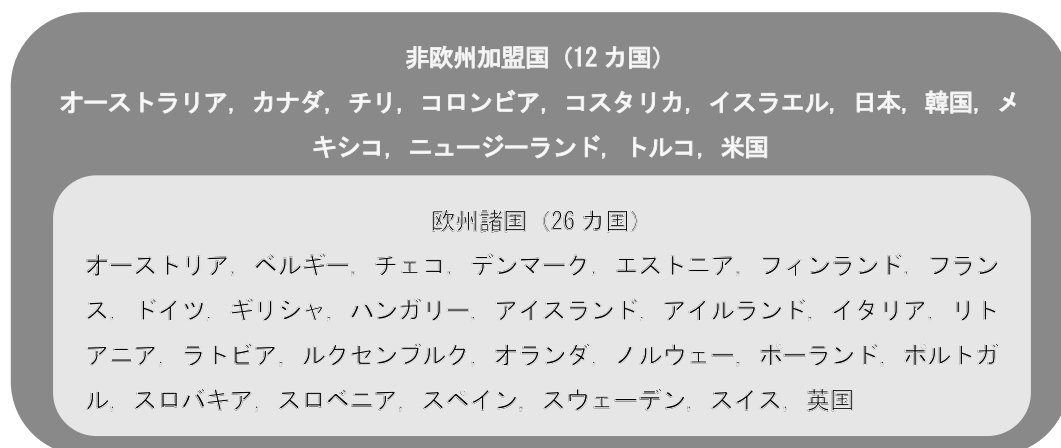 非欧州加盟国（12 カ国）
オーストラリア，カナダ，チリ，コロンビア，コスタリカ，イスラエル，日本，韓国，メ
キシコ，ニュージーランド，トルコ，米国
欧州諸国（26 カ国）
オーストリア，ベルギー，チェコ，デンマーク，エストニア，フィンランド，フラン
ス，ドイツ，ギリシャ，ハンガリー，アイスランド，アイルランド，イタリア，リト
アニア，ラトビア，ルクセンブルク，オランダ，ノルウェー，ポーランド，ポルトガ
ル，スロバキア，スロベニア，スペイン，スウェーデン，スイス，英国